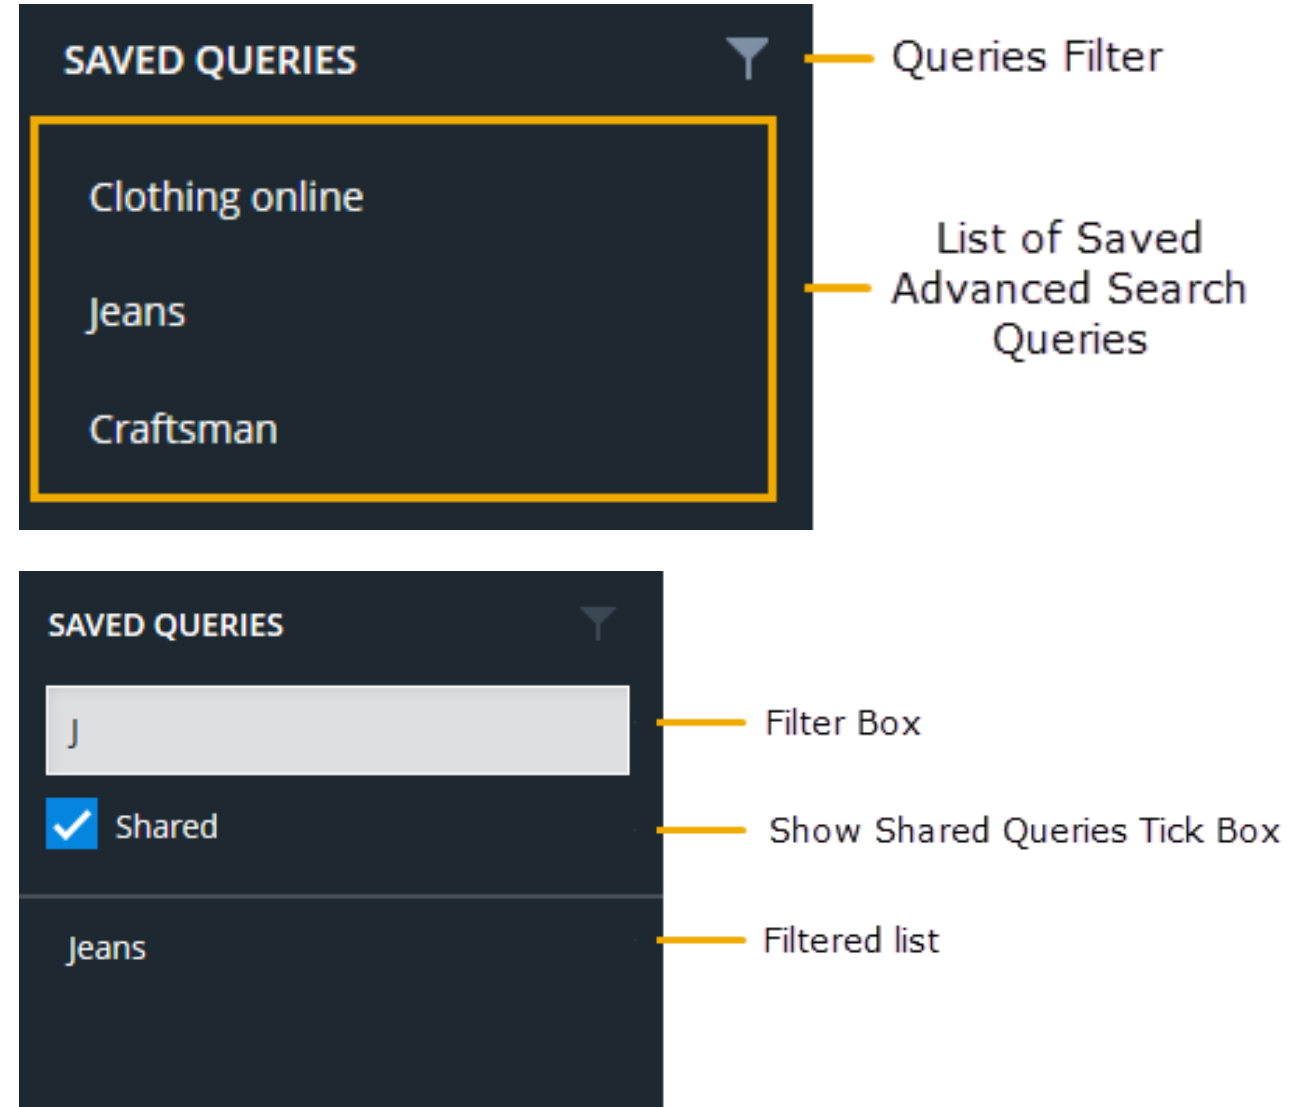 SAVED QUERIES
Queries Filter
Clothing online
Jeans
Craftsman
List of Saved
Advanced Search
Queries
SAVED QUERIES
J
Filter Box
Shared
Show Shared Queries Tick Box
Jeans
Filtered list